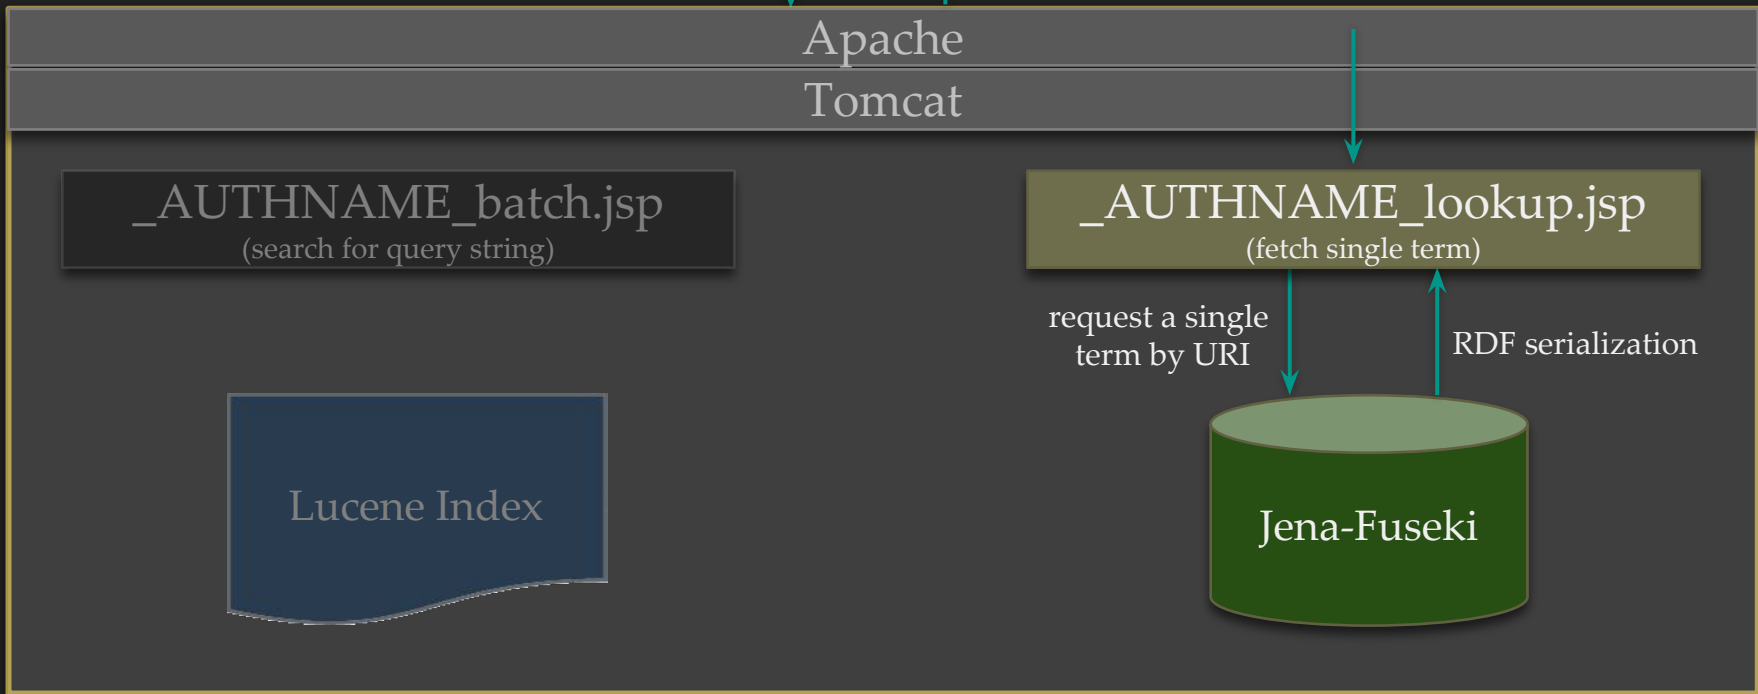 Apache
Tomcat
_AUTHNAME_batch.jsp
(search for query string)
_AUTHNAME_lookup.jsp
(fetch single term)
request a single
term by URI
RDF serialization
Lucene Index
Jena-Fuseki